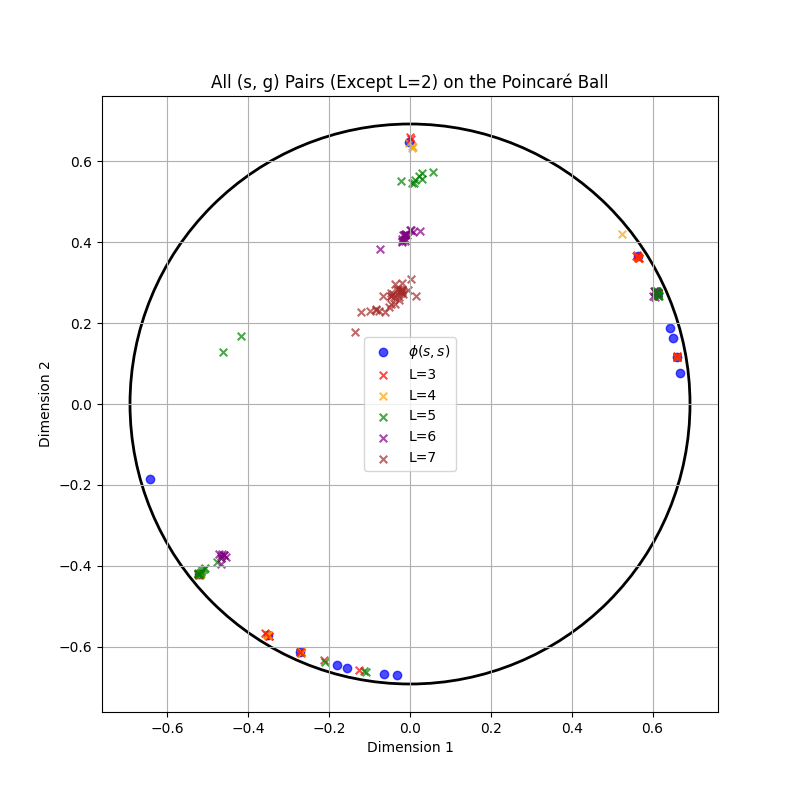 All (s, g) Pairs (Except L=2) on the Poincaré Ball
Dimension 2
0.6
0.4
0.2
0.0
−0.2
−0.4
−0.6
ϕ(s, s)
L=3
L=4
L=5
L=6
L=7
−0.6 −0.4 −0.2 0.0 0.2 0.4 0.6
Dimension 1